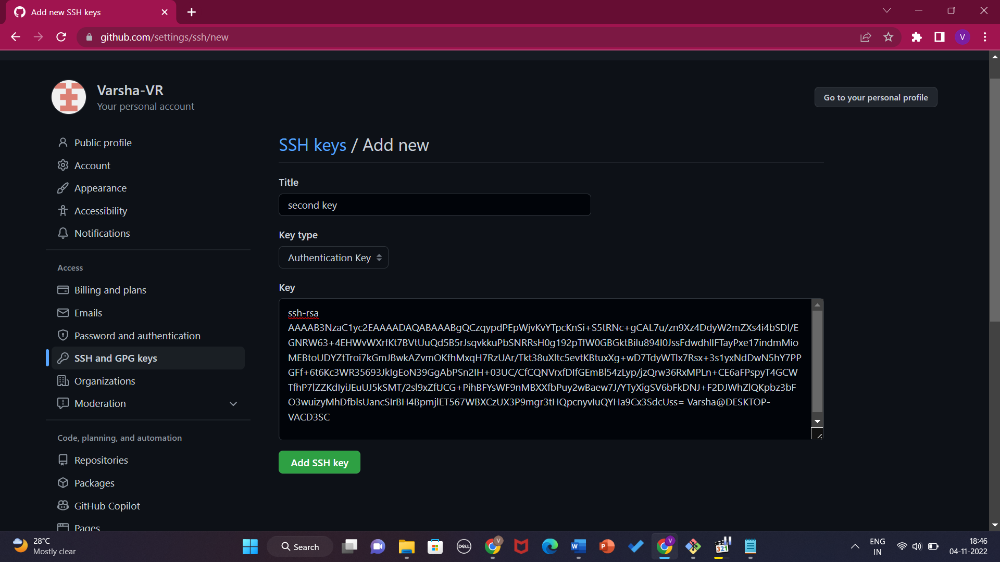 Add new SSH keys
github.com/settings/ssh/new
V
Varsha-VR
Your personal account
Go to your personal profile
Public profile
Account
Appearance
Accessibility
Notifications
Access
Billing and plans
Emails
Password and authentication
SSH and GPG keys
Organizations
Moderation
Code, planning, and automation
Repositories
Packages
GitHub Copilot
Pages
SSH keys / Add new
Title
second key
Key type
Authentication Key
Key
ssh-rsa
AAAAB3NzaC1yc2EAAAADAQABAAABgQCzqypdPEpWjvKvYTpcKnSi+S5tRNc+gCAL7u/zn9Xz4DdyW2mZXs4i4bSDl/E
GNRW63+4EHWvWXrfKt7BVtUuQd5B5rJsqvkkuPbSNRRsH0g192pTfW0GBGktBilu894I0JssFdwdhlIFTayPxe17indmMio
MEBtoUDYZtTroi7kGmJBwkAZvmOKfhMxqH7RzUAr/Tkt38uXltc5evtKBtuxXg+wD7TdyWTlx7Rsx+3s1yxNdDwN5hY7PP
GFf+6t6Kc3WR35693JkIgEoN39GgAbPSn2IH+03UC/CfCQNVrxfDIfGEmBl54zLyp/jzQrw36RxMPLn+CE6aFPspyT4GCW
TfhP7lZZKdIyiJEuUJ5kSMT/2sl9xZftJCG+PihBFYsWF9nMBXXfbPuy2wBaew7J/YTyXigSV6bFkDNJ+F2DJWhZlQKpbz3bF
O3wuizyMhDfblsUancSIrBH4BpmjlET567WBXCzUX3P9mgr3tHQpcnyvIuQYHa9Cx3SdcUss= Varsha@DESKTOP-
VACD3SC
Add SSH key
28°C
Mostly clear
Search
DELL
V
W
P
V
321
ENG
IN
18:46
04-11-2022